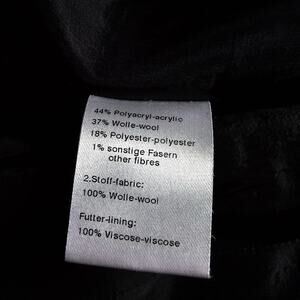 44% Polyacryl-acrylic
37% Wolle-wool
18% Polyester-polyester
1% sonstige Fasern
other fibres
2.Stoff-fabric:
100% Wolle-wool
Futter-lining:
100% Viscose-viscose